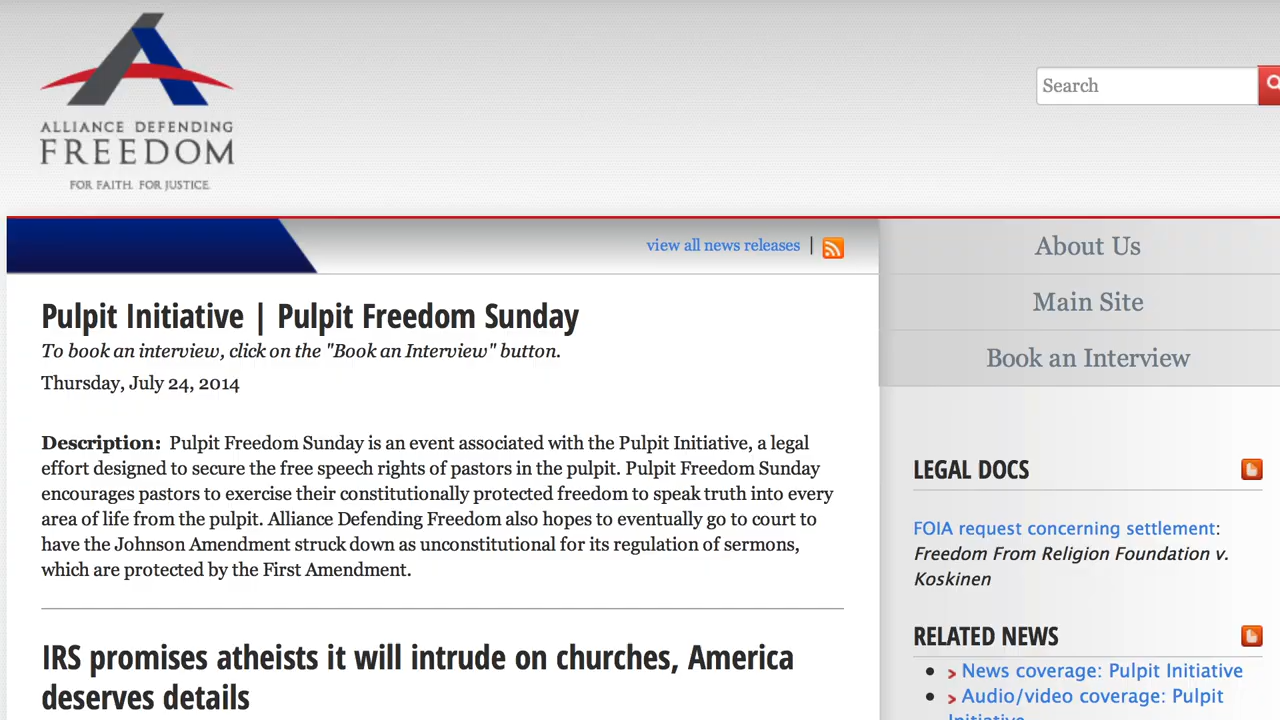 ALLIANCE DEFENDING
FREEDOM
FOR FAITH. FOR JUSTICE.
Search
view all news releases |
About Us
Main Site
Book an Interview
Pulpit Initiative | Pulpit Freedom Sunday
To book an interview, click on the "Book an Interview" button.
Thursday, July 24, 2014
Description: Pulpit Freedom Sunday is an event associated with the Pulpit Initiative, a legal
effort designed to secure the free speech rights of pastors in the pulpit. Pulpit Freedom Sunday
encourages pastors to exercise their constitutionally protected freedom to speak truth into every
area of life from the pulpit. Alliance Defending Freedom also hopes to eventually go to court to
have the Johnson Amendment struck down as unconstitutional for its regulation of sermons,
which are protected by the First Amendment.
IRS promises atheists it will intrude on churches, America
deserves details
LEGAL DOCS
FOIA request concerning settlement:
Freedom From Religion Foundation v.
Koskinen
RELATED NEWS
News coverage: Pulpit Initiative
Audio/video coverage: Pulpit
Initiative